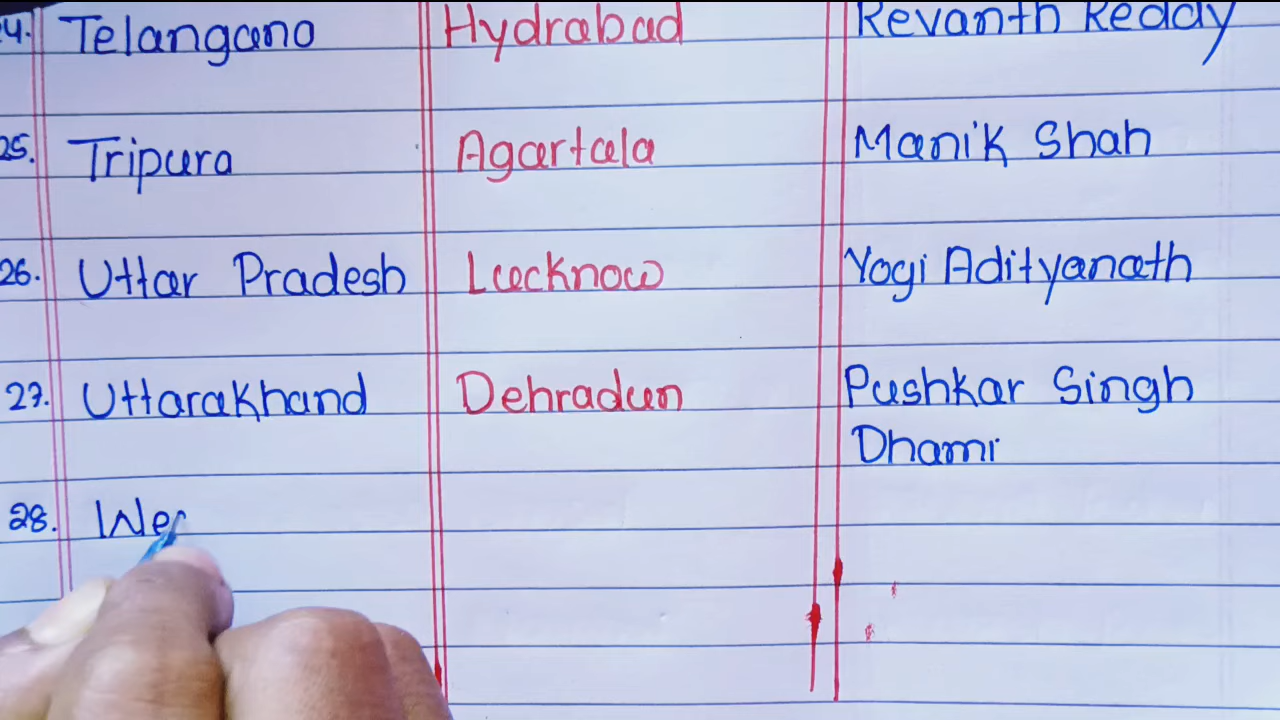 24. Telangana Hydrabad Revanth Reddy
25. Tripura Agartala Manik Shah
26. Uttar Pradesh Lucknow Yogi Adityanath
27. Uttarakhand Dehradun Pushkar Singh
Dhami
28. Wes